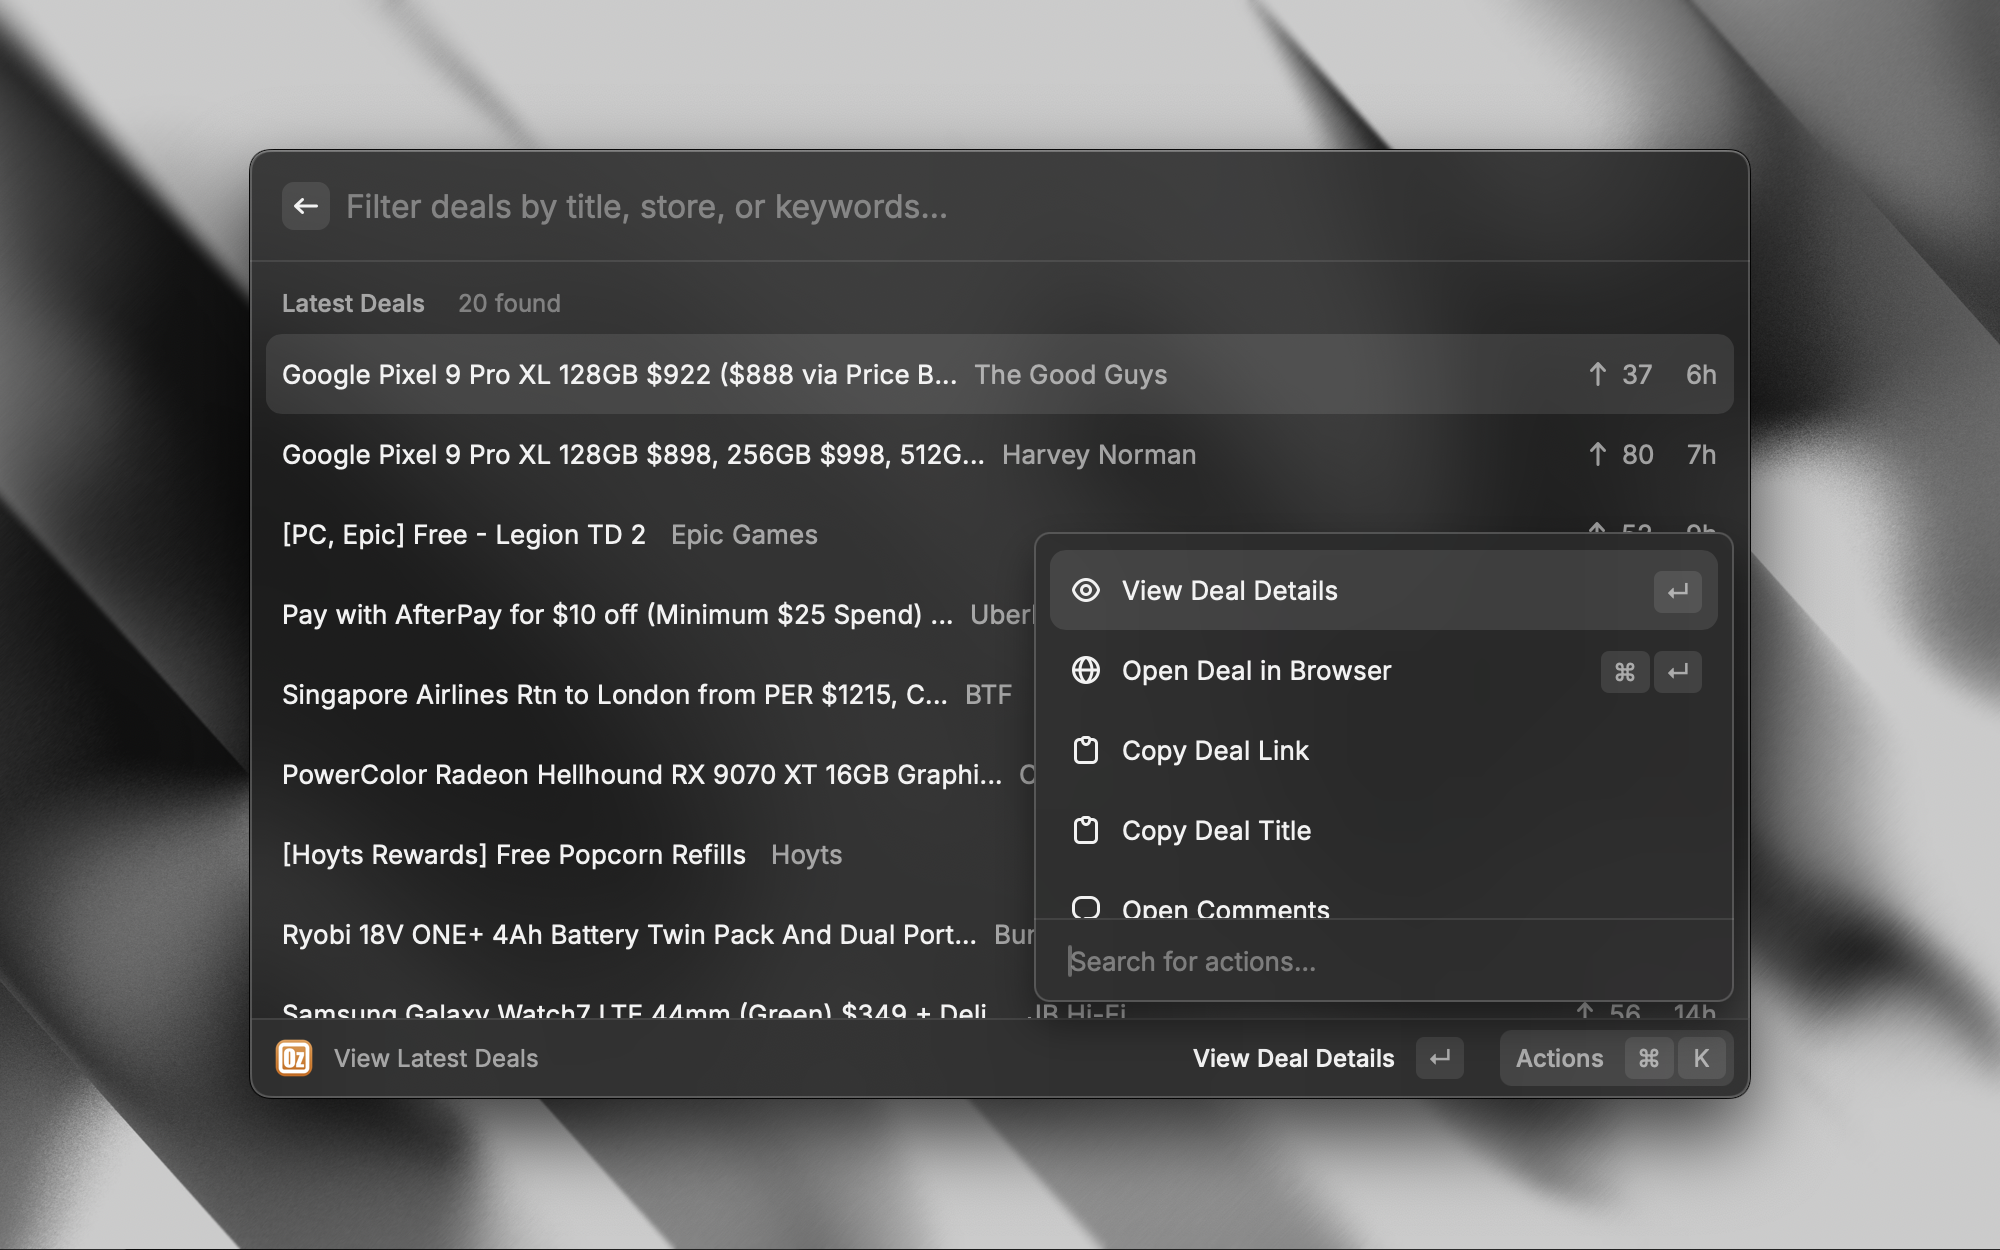 Filter deals by title, store, or keywords...
Latest Deals 20 found
Google Pixel 9 Pro XL 128GB $922 ($888 via Price B... The Good Guys ↑ 37 6h
Google Pixel 9 Pro XL 128GB $898, 256GB $998, 512G... Harvey Norman ↑ 80 7h
[PC, Epic] Free - Legion TD 2 Epic Games ↑ 52 9h
Pay with AfterPay for $10 off (Minimum $25 Spend) ... Uber
Singapore Airlines Rtn to London from PER $1215, C... BTF
PowerColor Radeon Hellhound RX 9070 XT 16GB Graphi...
[Hoyts Rewards] Free Popcorn Refills Hoyts
Ryobi 18V ONE+ 4Ah Battery Twin Pack And Dual Port... Bun
Samsung Galaxy Watch7 LTE 44mm (Green) $349 + Deli... JB Hi-Fi ↑ 56 14h
View Deal Details ↵
Open Deal in Browser ⌘ ↵
Copy Deal Link
Copy Deal Title
Open Comments
Search for actions...
Oz View Latest Deals View Deal Details ↵ Actions ⌘ K